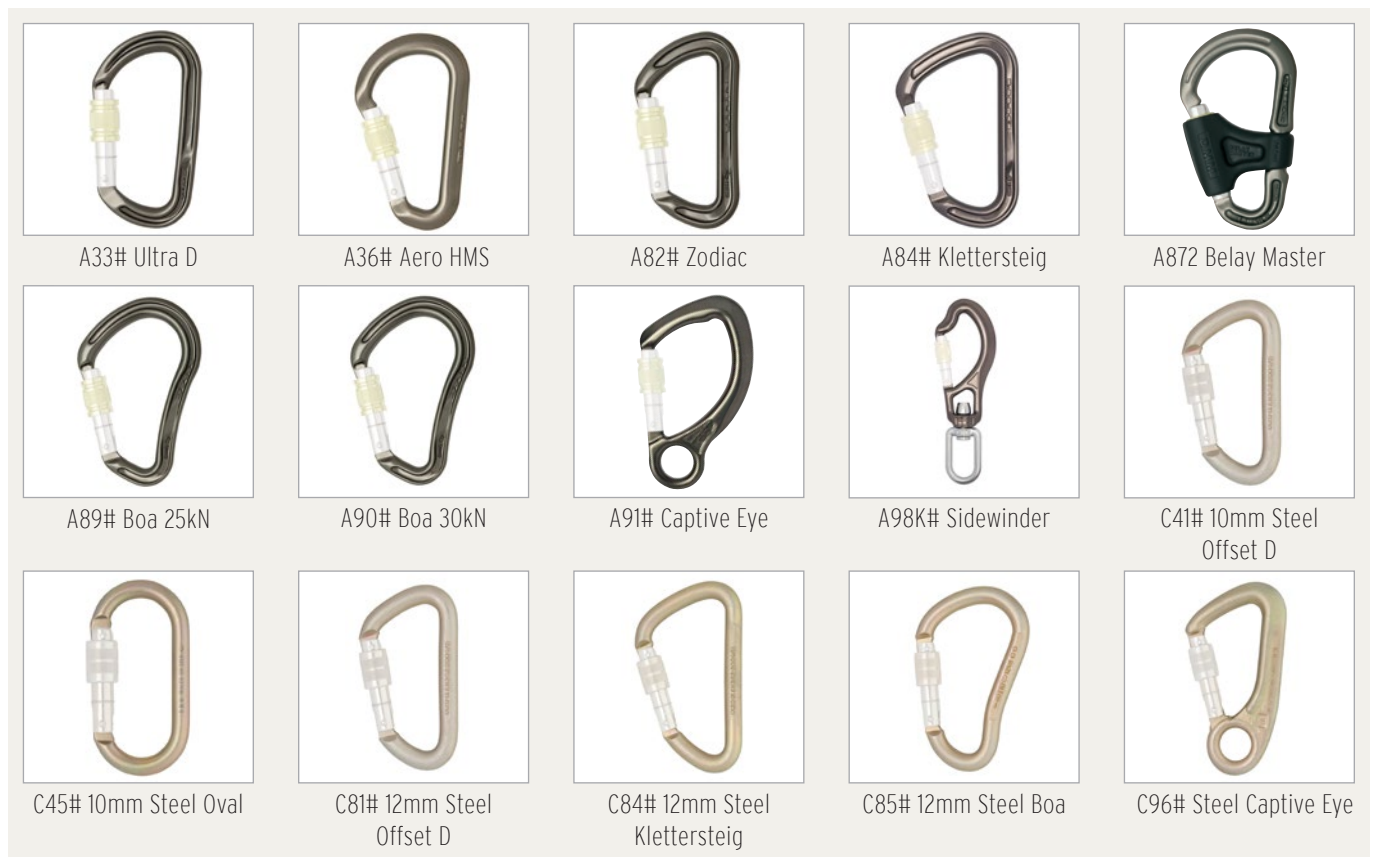 A33# Ultra D
A36# Aero HMS
A82# Zodiac
A84# Klettersteig
A872 Belay Master
A89# Boa 25kN
A90# Boa 30kN
A91# Captive Eye
A98K# Sidewinder
C41# 10mm Steel
Offset D
C45# 10mm Steel Oval
C81# 12mm Steel
Offset D
C84# 12mm Steel
Klettersteig
C85# 12mm Steel Boa
C96# Steel Captive Eye